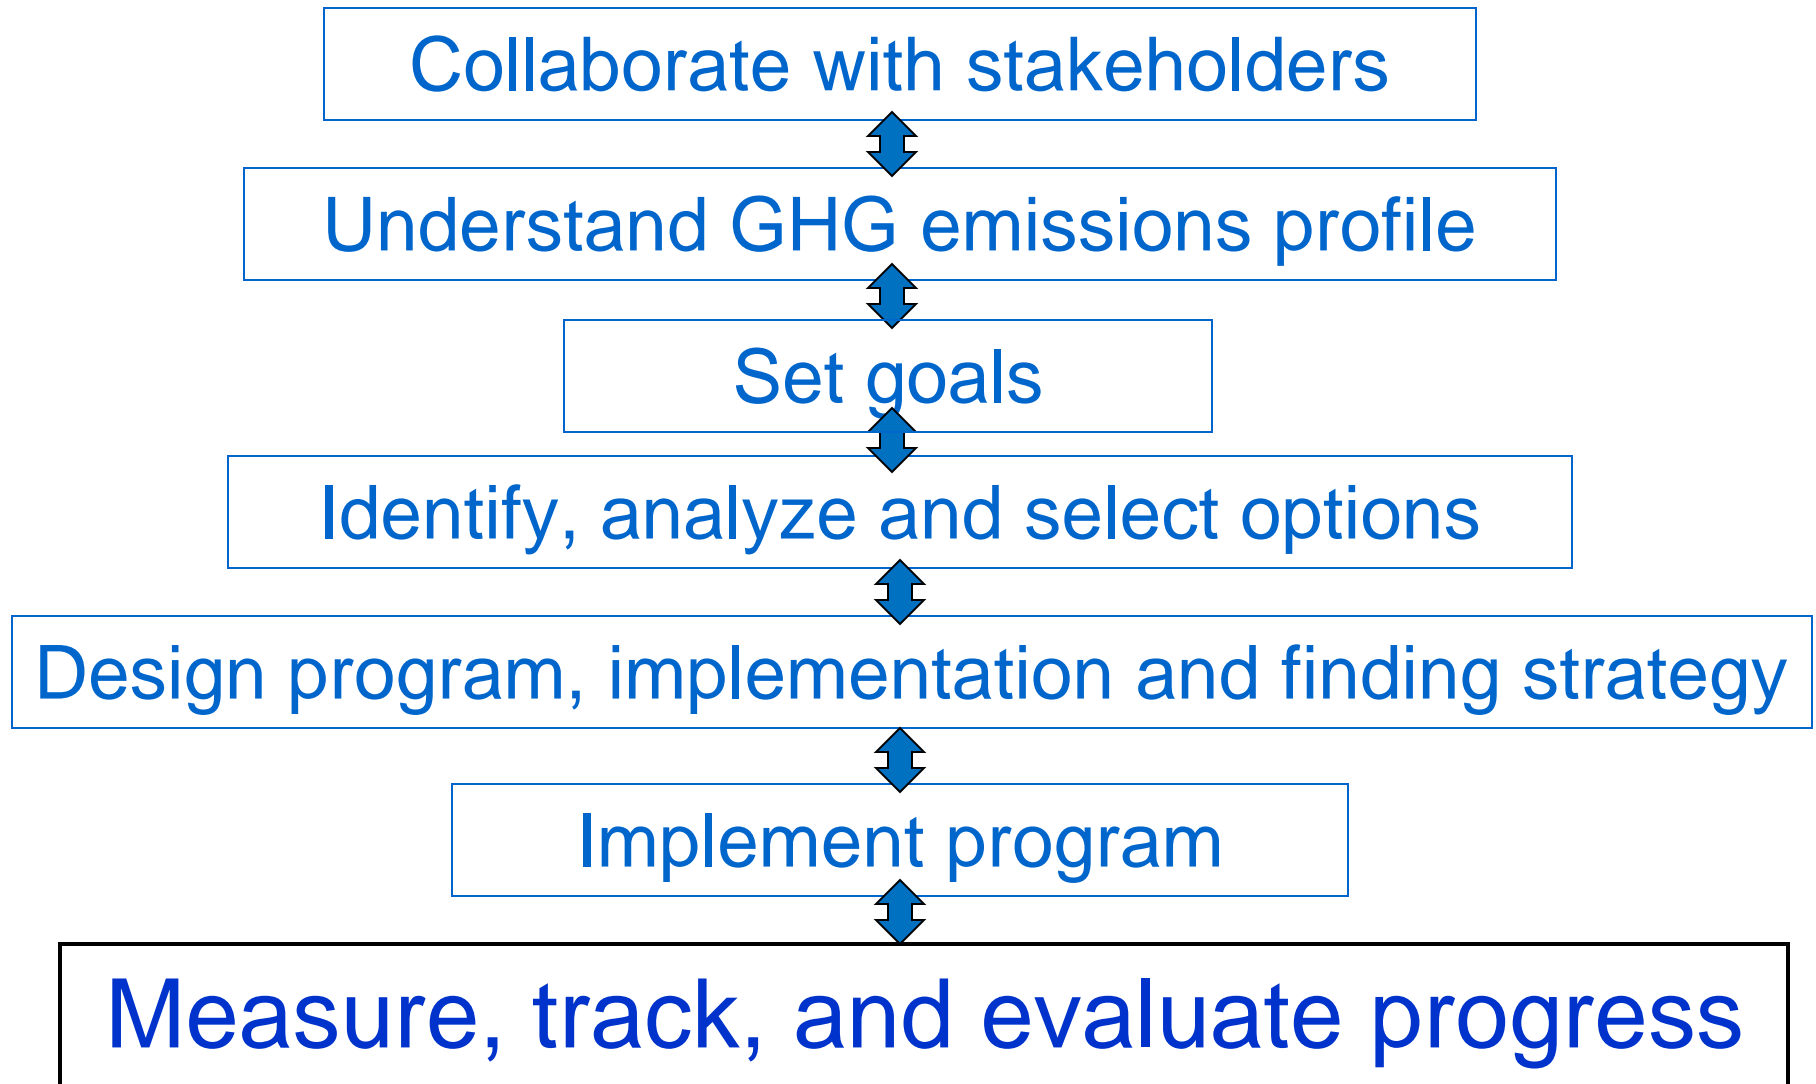 Collaborate with stakeholders
Understand GHG emissions profile
Set goals
Identify, analyze and select options
Design program, implementation and finding strategy
Implement program
Measure, track, and evaluate progress